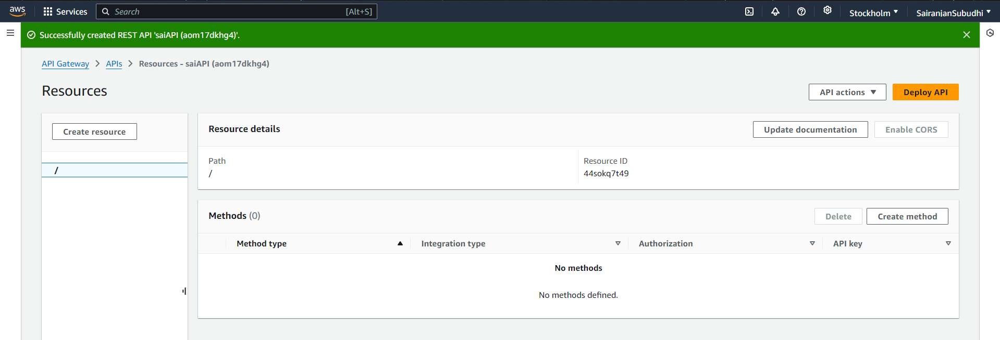 aws Services Search [Alt+S] Stockholm SairanjanSubudhi
Successfully created REST API 'saiAPI (aom17dkhg4)'.
API Gateway APIs Resources - saiAPI (aom17dkhg4)
Resources
API actions Deploy API
Create resource
/
Resource details
Update documentation Enable CORS
Path
/
Resource ID
44sokq7t49
Methods (0)
Delete Create method
Method type Integration type Authorization API key
No methods
No methods defined.